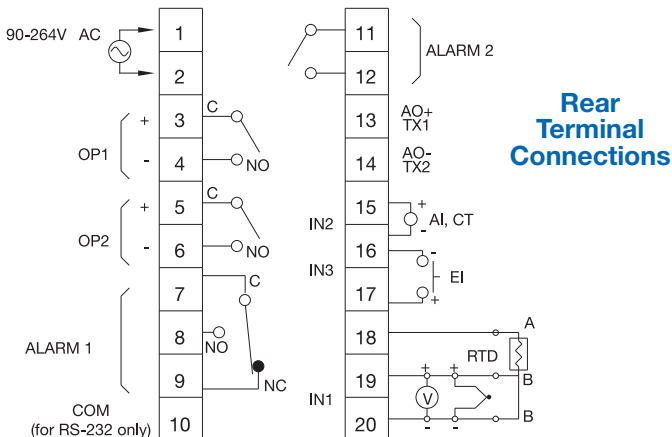 90-264V AC
1
2
OP1
+
3
C
-
4
NO
OP2
+
5
C
-
6
NO
ALARM 1
7
C
8
NO
9
NC
COM
(for RS-232 only)
10
11
12
ALARM 2
13
AO+
TX1
14
AO-
TX2
IN2
15
+
-
AI, CT
IN3
16
-
17
+
EI
18
A
RTD
IN1
19
+
+
B
V
20
-
-
B
Rear
Terminal
Connections